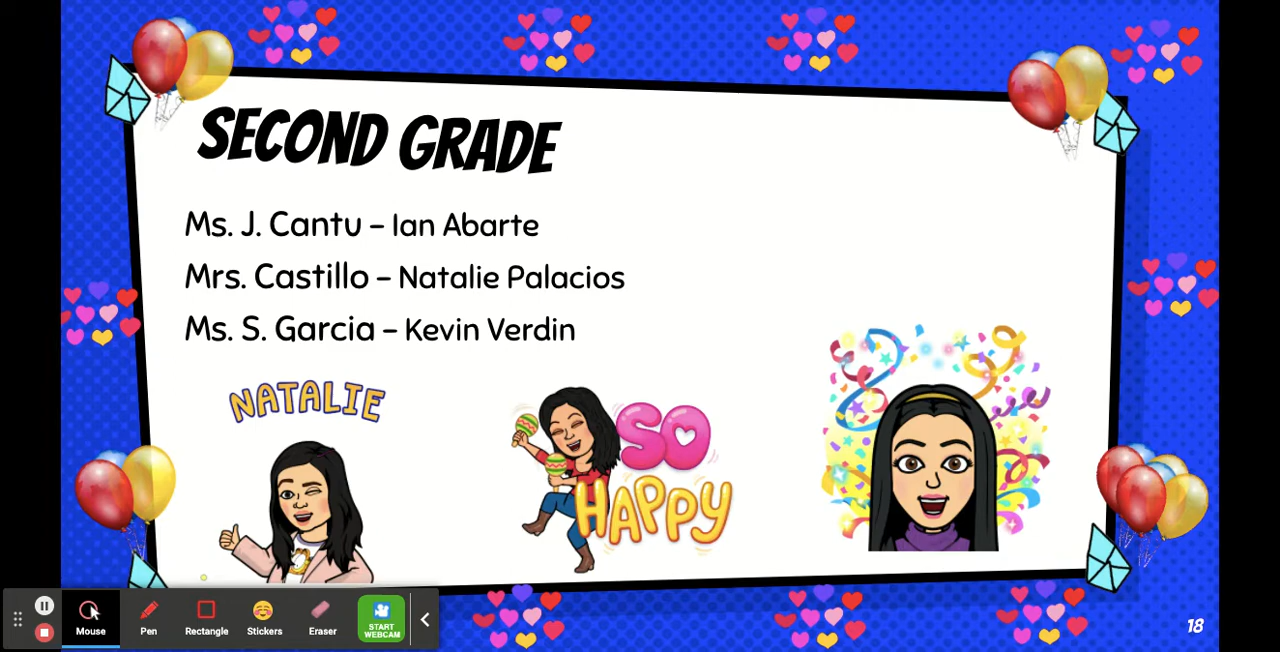 SECOND GRADE
Ms. J. Cantu – Ian Abarte
Mrs. Castillo – Natalie Palacios
Ms. S. Garcia – Kevin Verdin
NATALIE
SO
HAPPY
Mouse
Pen
Rectangle
Stickers
Eraser
START
WEBCAM
18